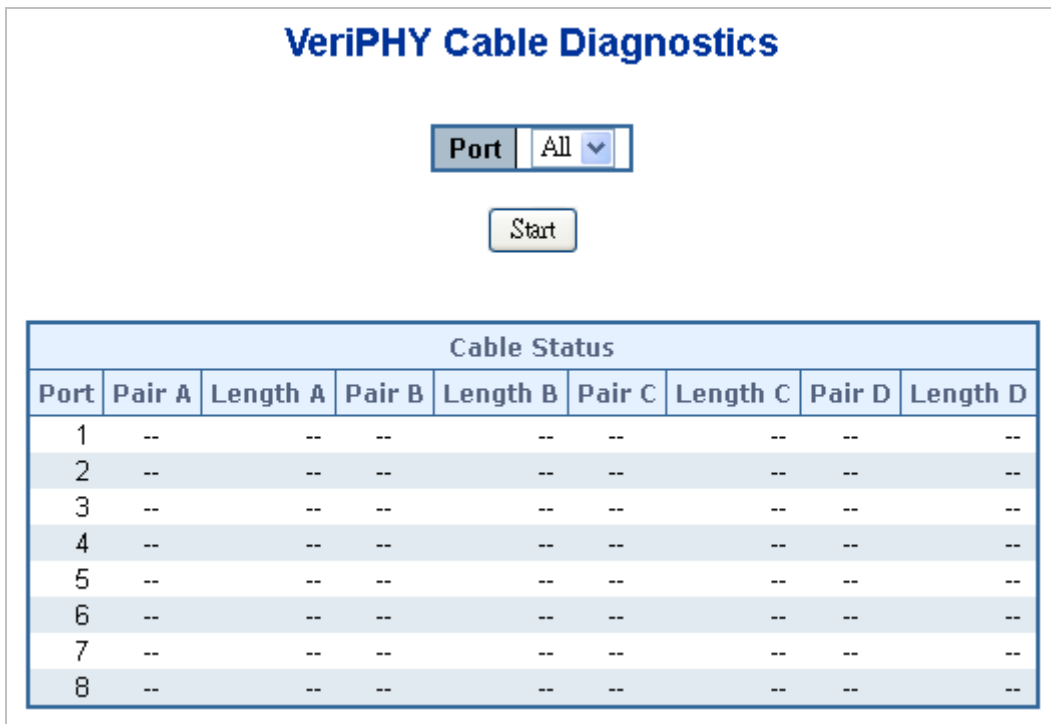 VeriPHY Cable Diagnostics
Port All
Start
Cable Status
Port Pair A Length A Pair B Length B Pair C Length C Pair D Length D
1 -- -- -- -- -- -- -- --
2 -- -- -- -- -- -- -- --
3 -- -- -- -- -- -- -- --
4 -- -- -- -- -- -- -- --
5 -- -- -- -- -- -- -- --
6 -- -- -- -- -- -- -- --
7 -- -- -- -- -- -- -- --
8 -- -- -- -- -- -- -- --